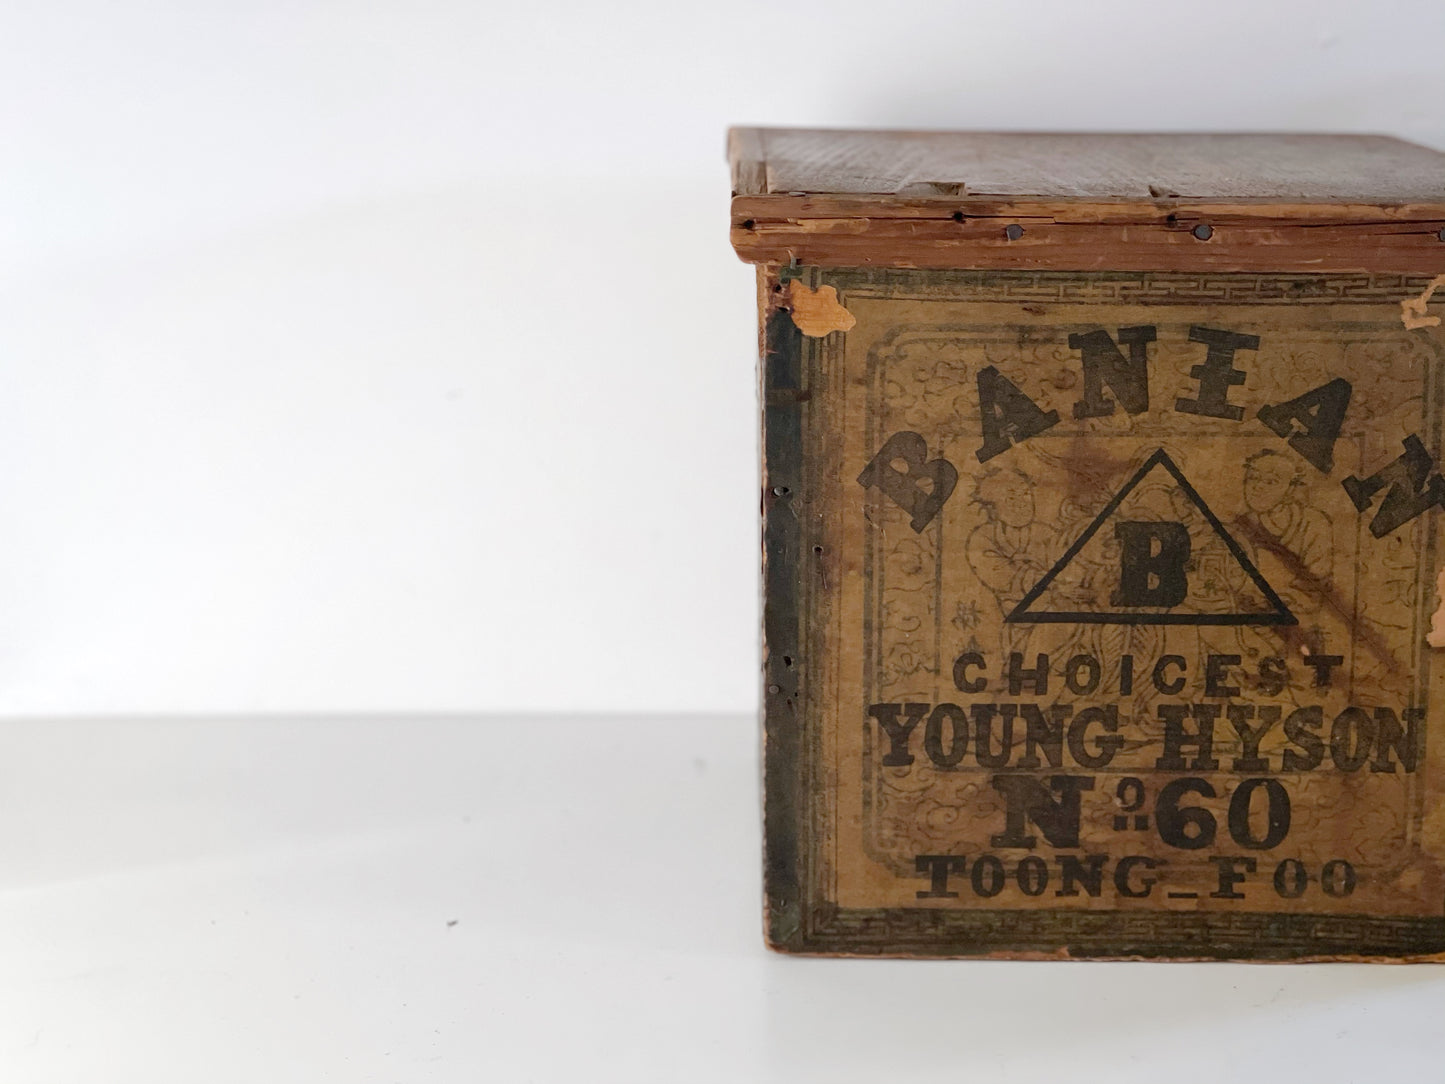 BANIAN
B
CHOICEST
YOUNG HYSON
Nº 60
TOONG_FOO